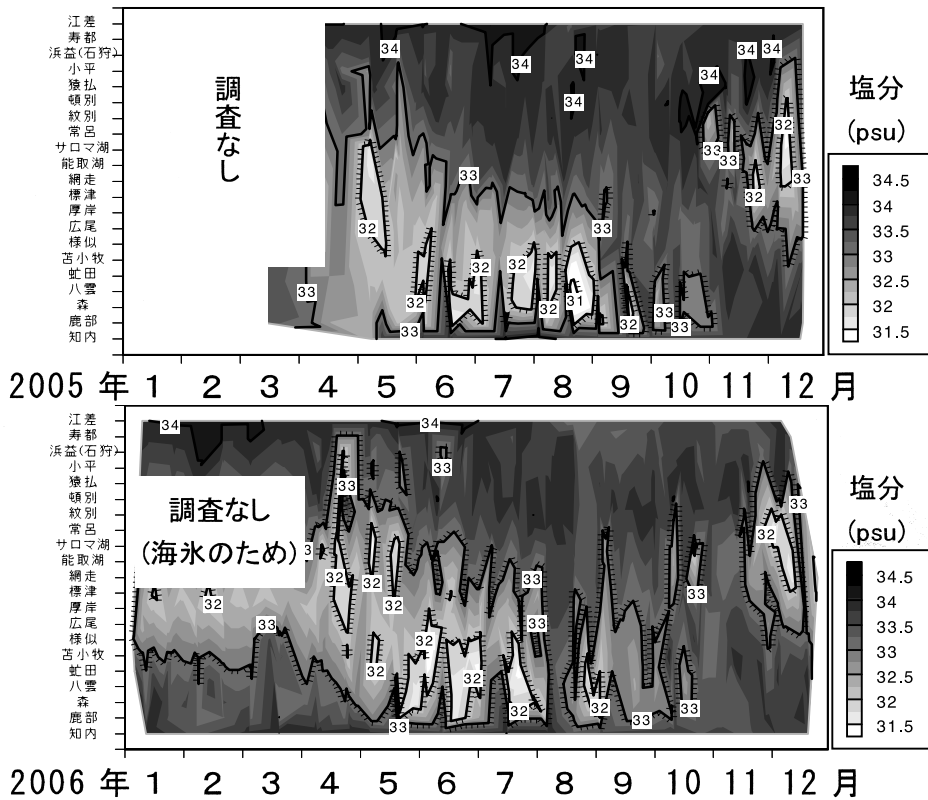 江差
寿都
浜益(石狩)
小平
猿払
頓別
紋別
常呂
サロマ湖
能取湖
網走
標津
厚岸
広尾
様似
苫小牧
虻田
八雲
森
鹿部
知内
調査なし
34
34
34
34
34
34
34
33
33
33
33
32
32
32
33
32
32
32
31
32
33
33
32
33
33
塩分
(psu)
34.5
34
33.5
33
32.5
32
31.5
2005 年 1 2 3 4 5 6 7 8 9 10 11 12 月
江差
寿都
浜益(石狩)
小平
猿払
頓別
紋別
常呂
サロマ湖
能取湖
網走
標津
厚岸
広尾
様似
苫小牧
虻田
八雲
森
鹿部
知内
調査なし
(海氷のため)
34
34
33
33
33
33
32
32
32
32
33
33
33
33
32
32
32
32
32
33
33
33
32
33
塩分
(psu)
34.5
34
33.5
33
32.5
32
31.5
2006 年 1 2 3 4 5 6 7 8 9 10 11 12 月